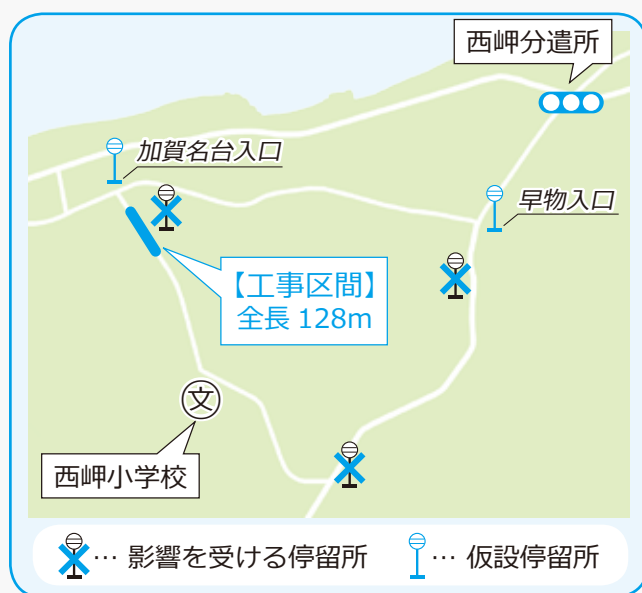 西岬分遣所
加賀名台入口
早物入口
【工事区間】
全長 128m
文
西岬小学校
… 影響を受ける停留所
… 仮設停留所